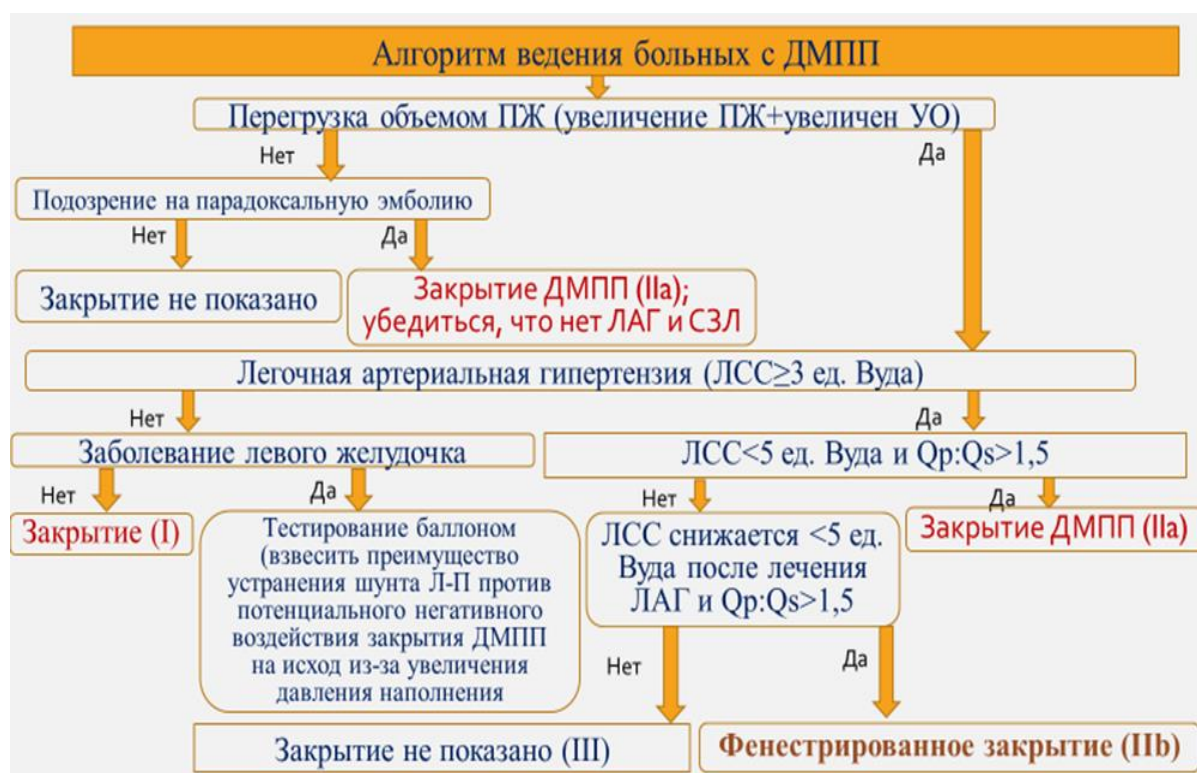 Алгоритм ведения больных с ДМПП
Перегрузка объемом ПЖ (увеличение ПЖ+увеличен УО)
Нет
Да
Подозрение на парадоксальную эмболию
Нет
Да
Закрытие не показано
Закрытие ДМПП (IIa);
убедиться, что нет ЛАГ и СЗЛ
Легочная артериальная гипертензия (ЛСС≥3 ед. Вуда)
Нет
Да
Заболевание левого желудочка
ЛСС<5 ед. Вуда и Qp:Qs>1,5
Нет
Да
Нет
Да
Закрытие (I)
Тестирование баллоном
(взвесить преимущество
устранения шунта Л-П против
потенциального негативного
воздействия закрытия ДМПП
на исход из-за увеличения
давления наполнения
ЛСС снижается <5 ед.
Вуда после лечения
ЛАГ и Qp:Qs>1,5
Закрытие ДМПП (IIa)
Нет
Да
Закрытие не показано (III)
Фенестрированное закрытие (IIb)